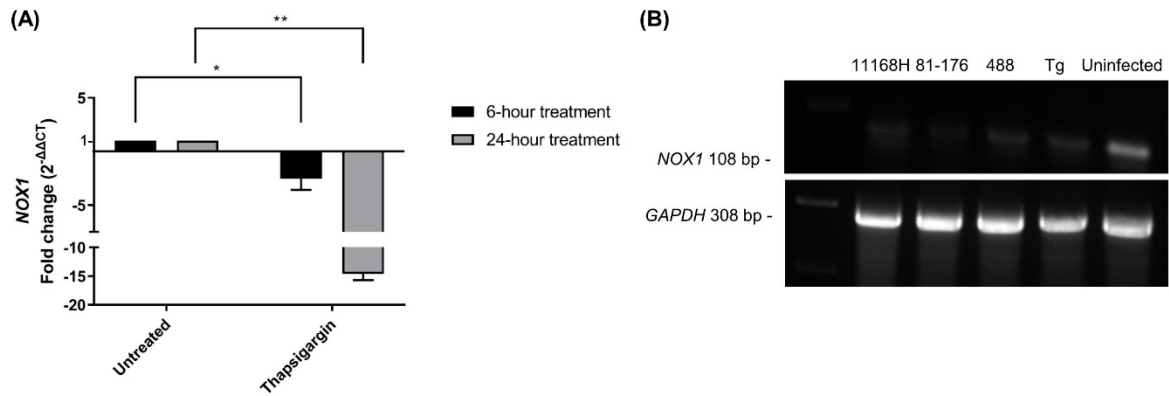 (A)
**
*
5
1
-5
-10
-15
-20
NOX1
Fold change (2^-ΔΔCT)
Untreated
Thapsigargin
6-hour treatment
24-hour treatment
(B)
11168H 81-176 488 Tg Uninfected
NOX1 108 bp -
GAPDH 308 bp -